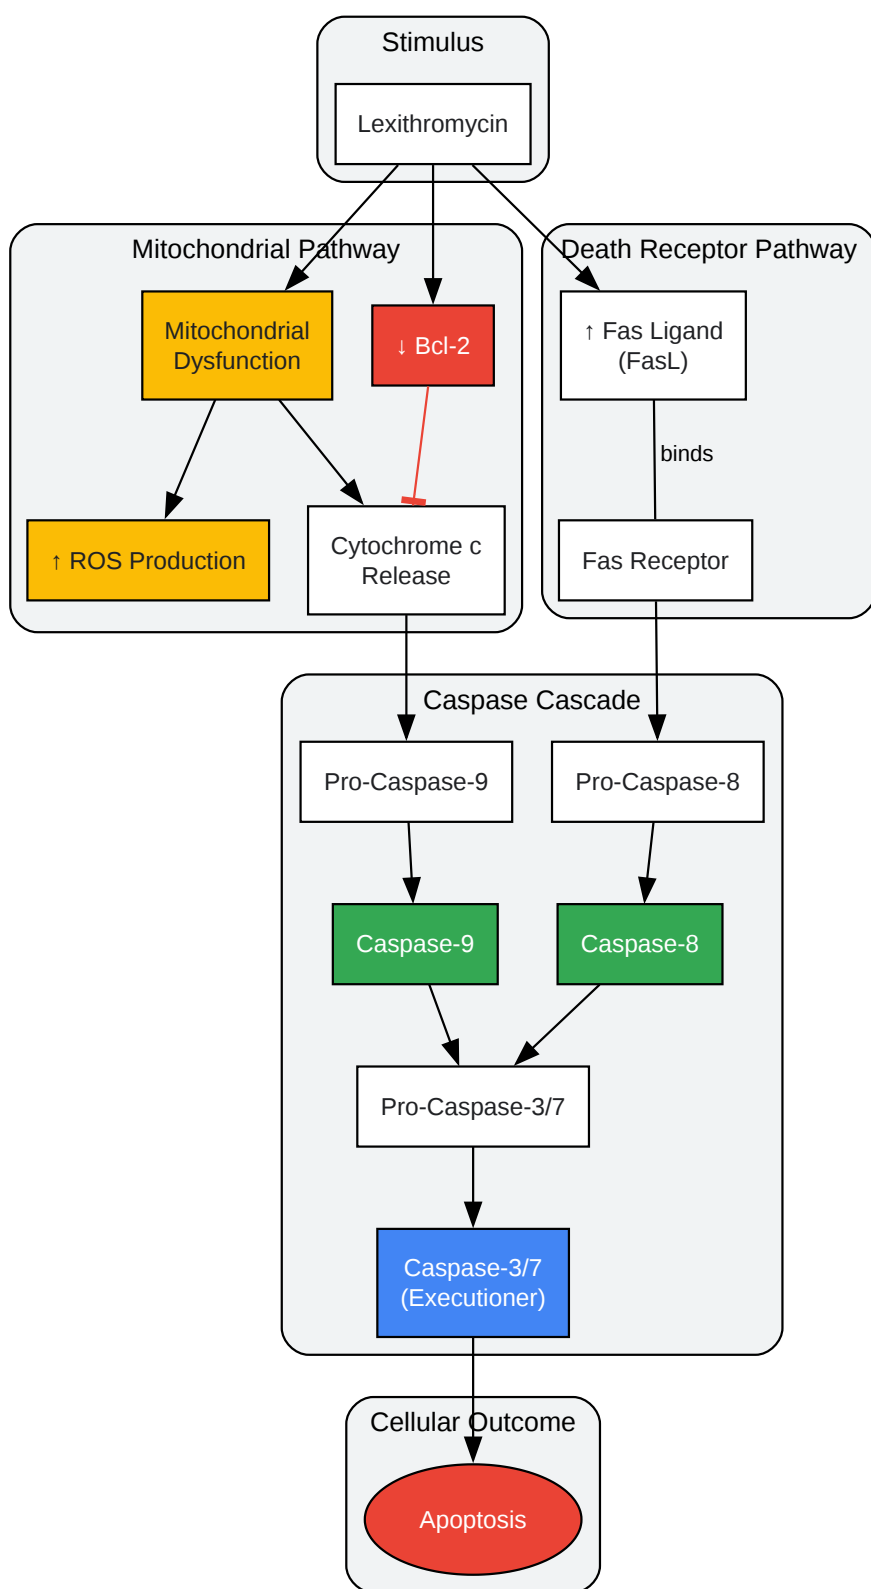 Stimulus
Lexithromycin
Mitochondrial Pathway
Death Receptor Pathway
Mitochondrial
Dysfunction
↓ Bcl-2
↑ Fas Ligand
(FasL)
binds
↑ ROS Production
Cytochrome c
Release
Fas Receptor
Caspase Cascade
Pro-Caspase-9
Pro-Caspase-8
Caspase-9
Caspase-8
Pro-Caspase-3/7
Caspase-3/7
(Executioner)
Cellular Outcome
Apoptosis